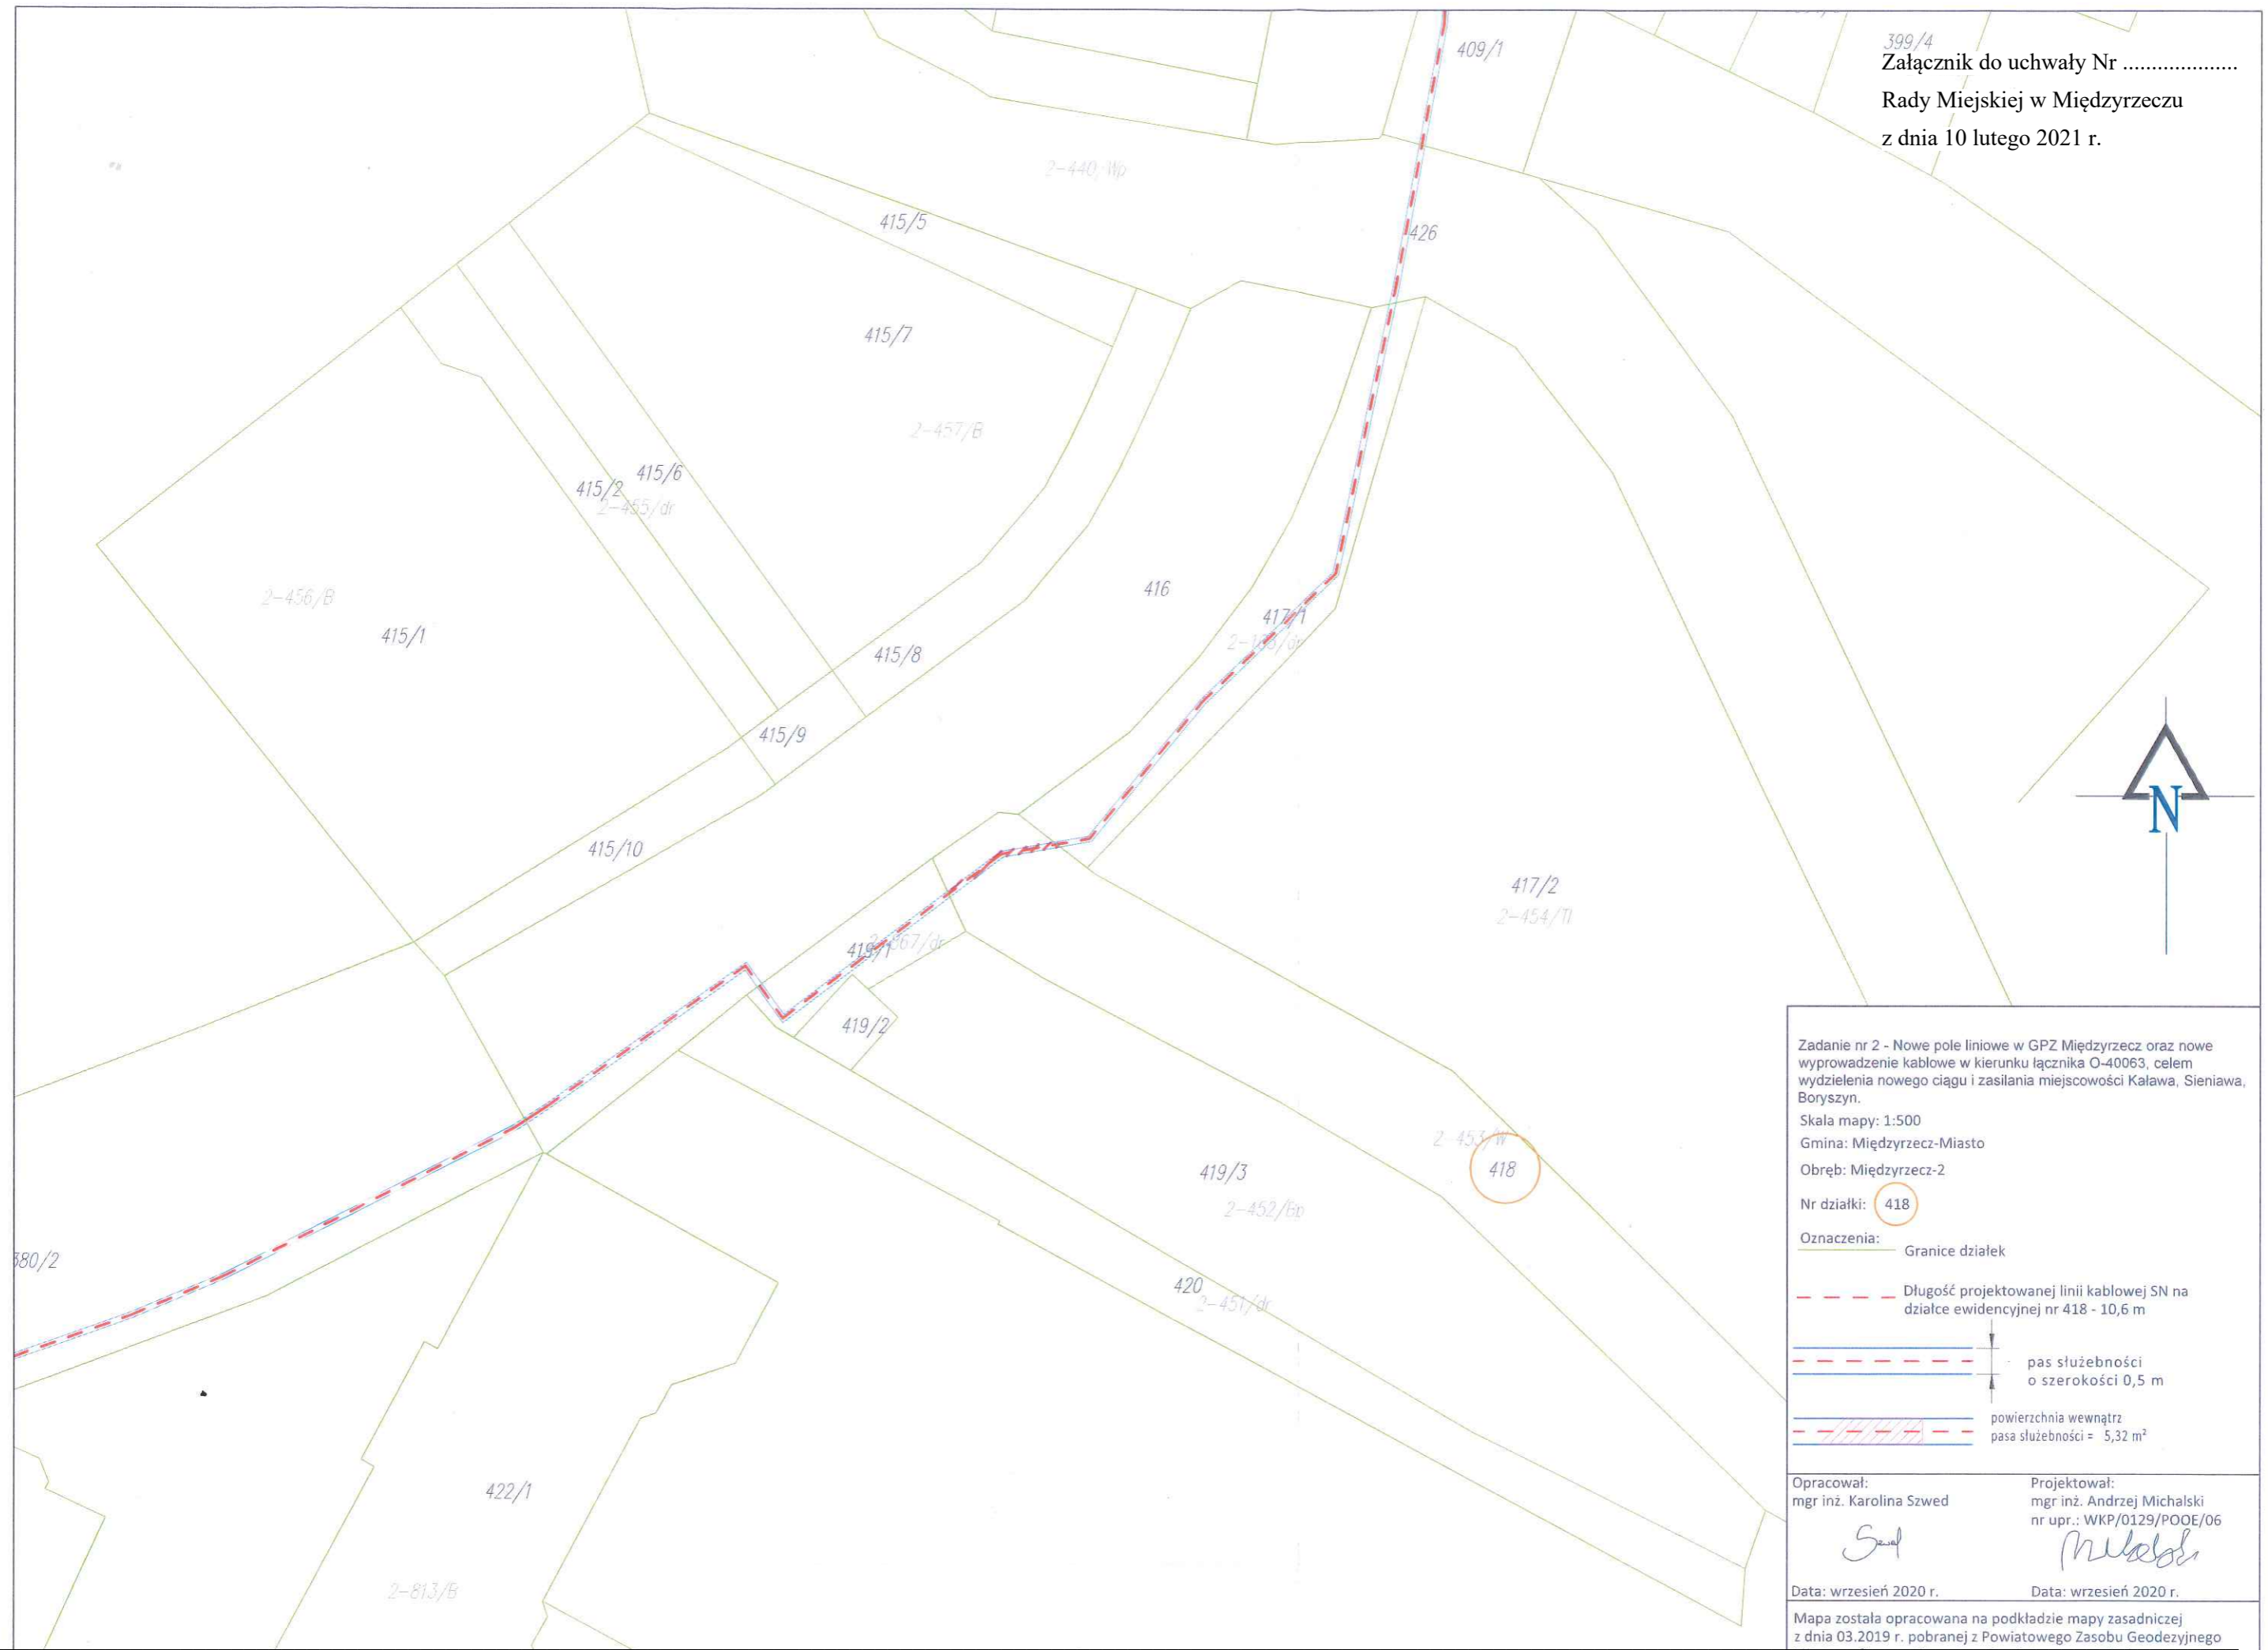 399/4
Załącznik do uchwały Nr ....................
Rady Miejskiej w Międzyrzeczu
z dnia 10 lutego 2021 r.
409/1
2-440/Wp
415/5
426
415/7
2-457/B
415/6
415/2
2-455/dr
416
2-456/B
415/1
417/1
415/8
415/9
N
415/10
417/2
2-454/Tl
419/1
419/2
2-453/W
418
419/3
2-452/Bp
380/2
420
2-451/dr
422/1
2-813/B
Zadanie nr 2 - Nowe pole liniowe w GPZ Międzyrzecz oraz nowe
wyprowadzenie kablowe w kierunku łącznika O-40063, celem
wydzielenia nowego ciągu i zasilania miejscowości Kaława, Sieniawa,
Boryszyn.
Skala mapy: 1:500
Gmina: Międzyrzecz-Miasto
Obręb: Międzyrzecz-2
Nr działki: 418
Oznaczenia:
Granice działek
Długość projektowanej linii kablowej SN na
działce ewidencyjnej nr 418 - 10,6 m
pas służebności
o szerokości 0,5 m
powierzchnia wewnątrz
pasa służebności = 5,32 m²
Opracował:
mgr inż. Karolina Szwed
Data: wrzesień 2020 r.
Projektował:
mgr inż. Andrzej Michalski
nr upr.: WKP/0129/POOE/06
Data: wrzesień 2020 r.
Mapa została opracowana na podkładzie mapy zasadniczej
z dnia 03.2019 r. pobranej z Powiatowego Zasobu Geodezyjnego